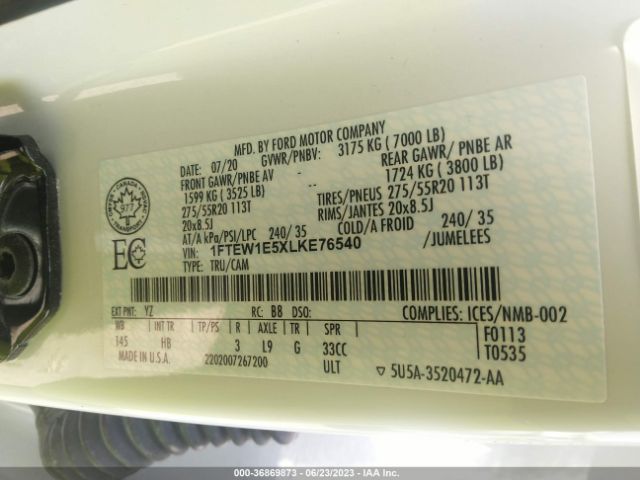 MFD. BY FORD MOTOR COMPANY
07/20 GVWR/PNBV: 3175 KG ( 7000 LB)
FRONT GAWR/PNBE AV -- REAR GAWR/ PNBE AR
1599 KG ( 3525 LB) 1724 KG ( 3800 LB)
275/55R20 113T TIRES/PNEUS 275/55R20 113T
20x8.5J RIMS/JANTES 20x8.5J
AT/A kPa/PSI/LPC 240/ 35 COLD/A FROID 240/ 35
VIN: 1FTEW1E5XLKE76540 /JUMELEES
TYPE: TRU/CAM
CANADA
977
EC
EXT PNT: YZ RC: BB DSO: COMPLIES: ICES/NMB-002
WB INT TR TP/PS R AXLE TR SPR F0113
145 HB 3 L9 G 33CC T0535
MADE IN U.S.A. 2202007267200 ULT ▽ 5U5A-3520472-AA
000-36869873 | 06/23/2023 | IAA Inc.